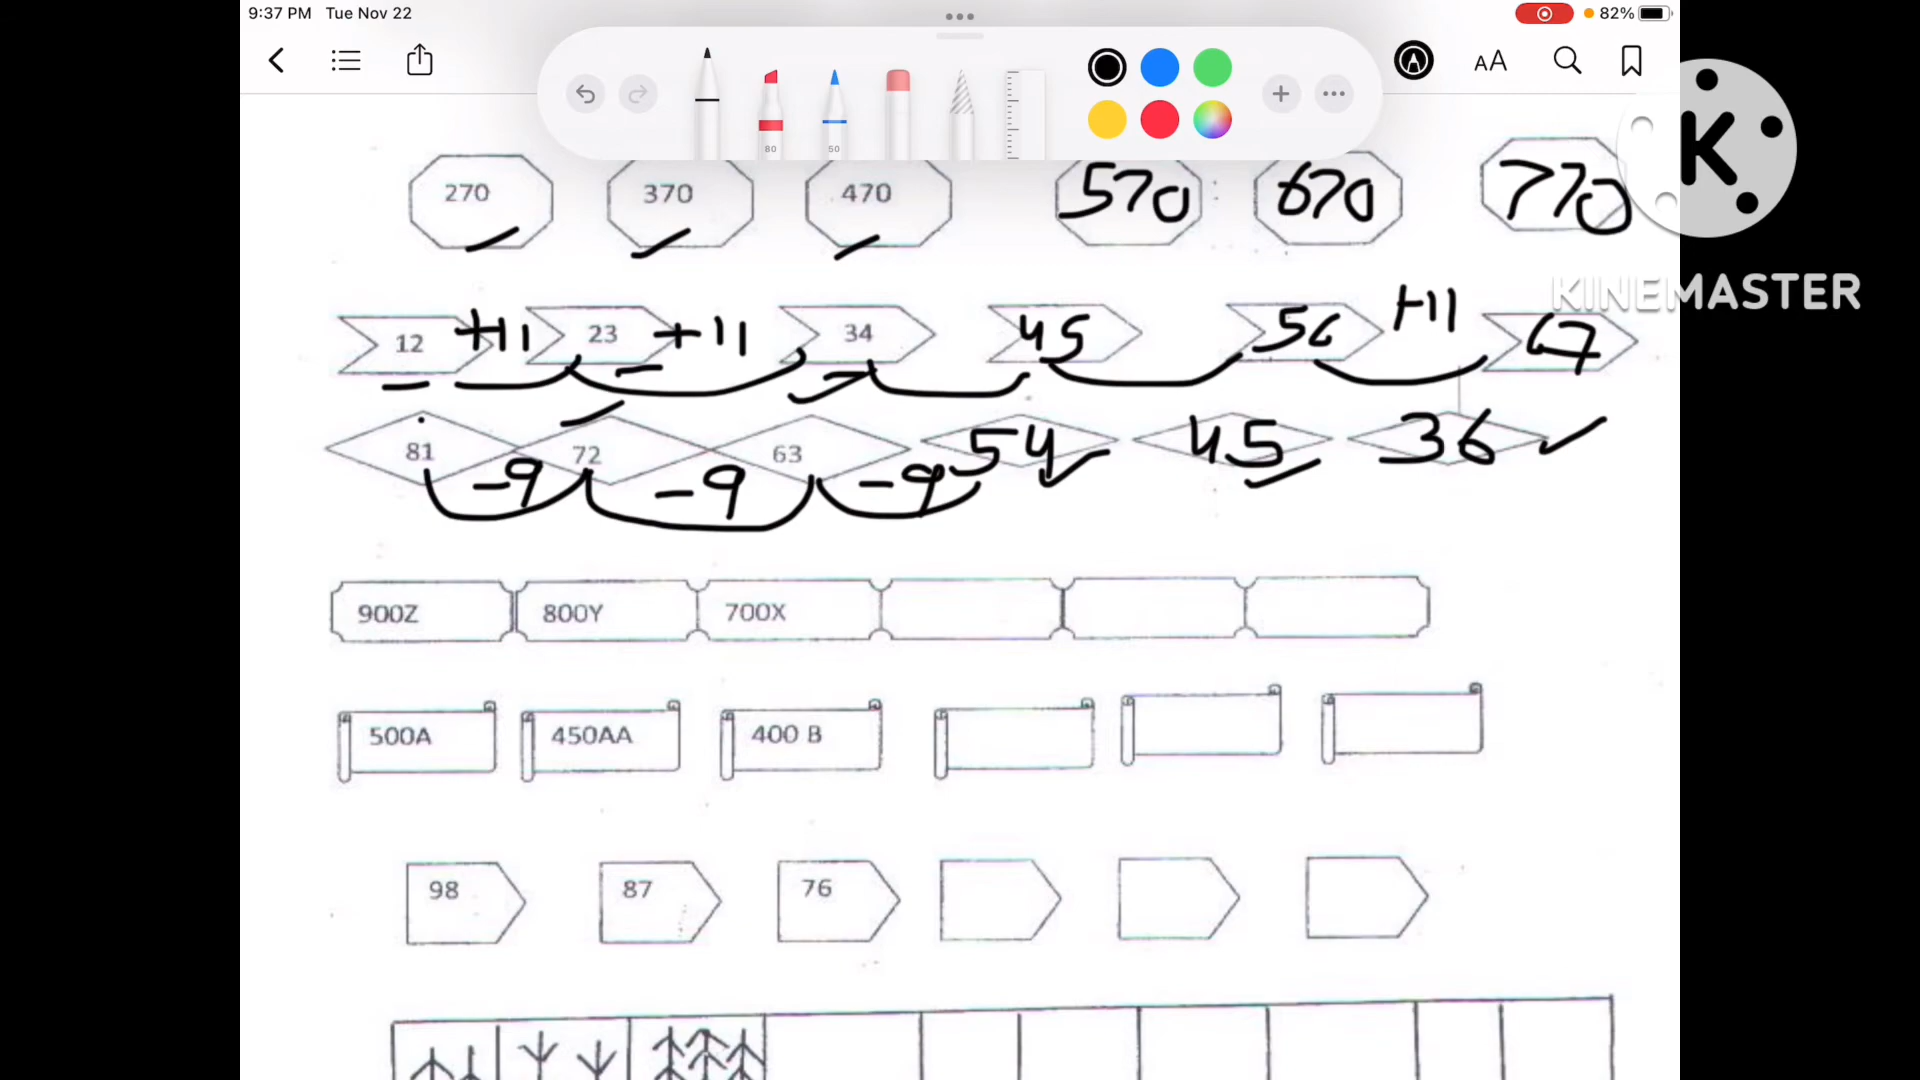 9:37 PM Tue Nov 22
82%
AA
80 50
K
KINEMASTER
270 370 470 570 670 770
12 +11 23 +11 34 45 56 +11 67
81 72 63 54 45 36
-9 -9 -9
900Z 800Y 700X
500A 450AA 400 B
98 87 76